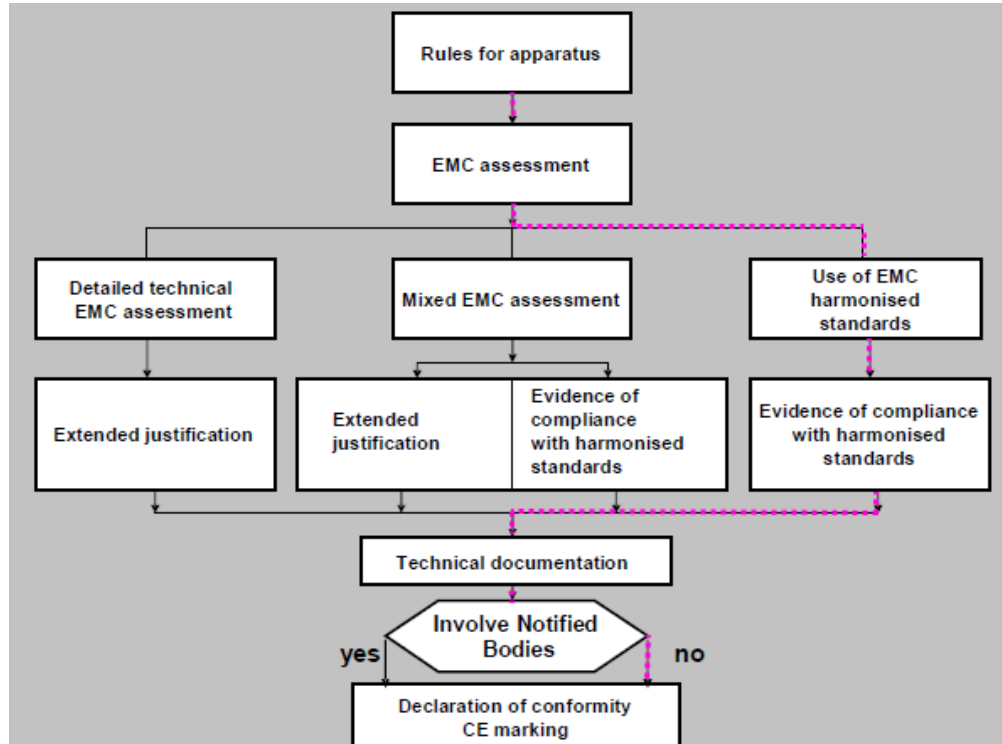 Rules for apparatus
EMC assessment
Detailed technical
EMC assessment
Mixed EMC assessment
Use of EMC
harmonised
standards
Extended justification
Extended
justification
Evidence of
compliance
with harmonised
standards
Evidence of compliance
with harmonised
standards
Technical documentation
Involve Notified
Bodies
yes
no
Declaration of conformity
CE marking